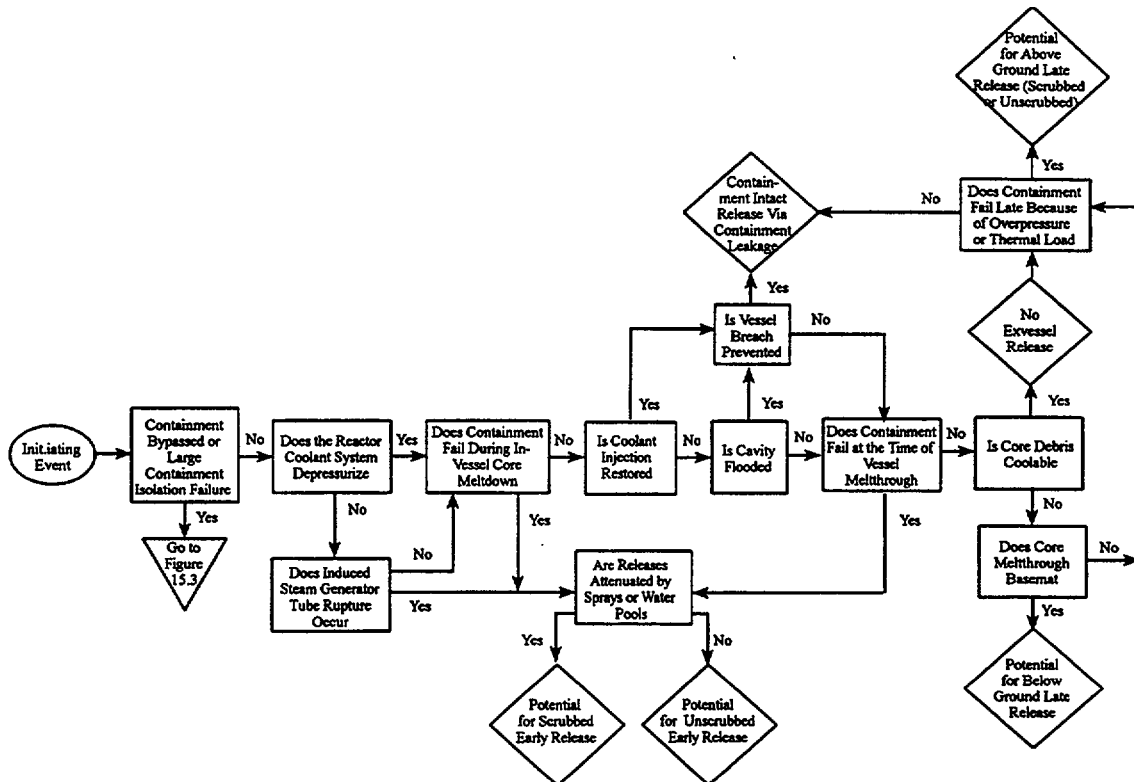 Potential
for Above
Ground Late
Release (Scrubbed
or Unscrubbed)
Yes
Contain-
ment Intact
Release Via
Containment
Leakage
No
Does Containment
Fail Late Because
of Overpressure
or Thermal Load
Yes
Is Vessel
Breach
Prevented
No
No
Exvessel
Release
Yes
Yes
Yes
Initiating
Event
Containment
Bypassed or
Large
Containment
Isolation Failure
No
Does the Reactor
Coolant System
Depressurize
Yes
Does Containment
Fail During In-
Vessel Core
Meltdown
No
Is Coolant
Injection
Restored
No
Is Cavity
Flooded
No
Does Containment
Fail at the Time of
Vessel
Meltthrough
No
Is Core Debris
Coolable
Yes
No
Yes
Yes
No
Go to
Figure
15.3
Does Induced
Steam Generator
Tube Rupture
Occur
No
Yes
Are Releases
Attenuated by
Sprays or Water
Pools
Does Core
Meltthrough
Basemat
No
Yes
No
Yes
Potential
for Scrubbed
Early Release
Potential
for Unscrubbed
Early Release
Potential
for Below
Ground Late
Release